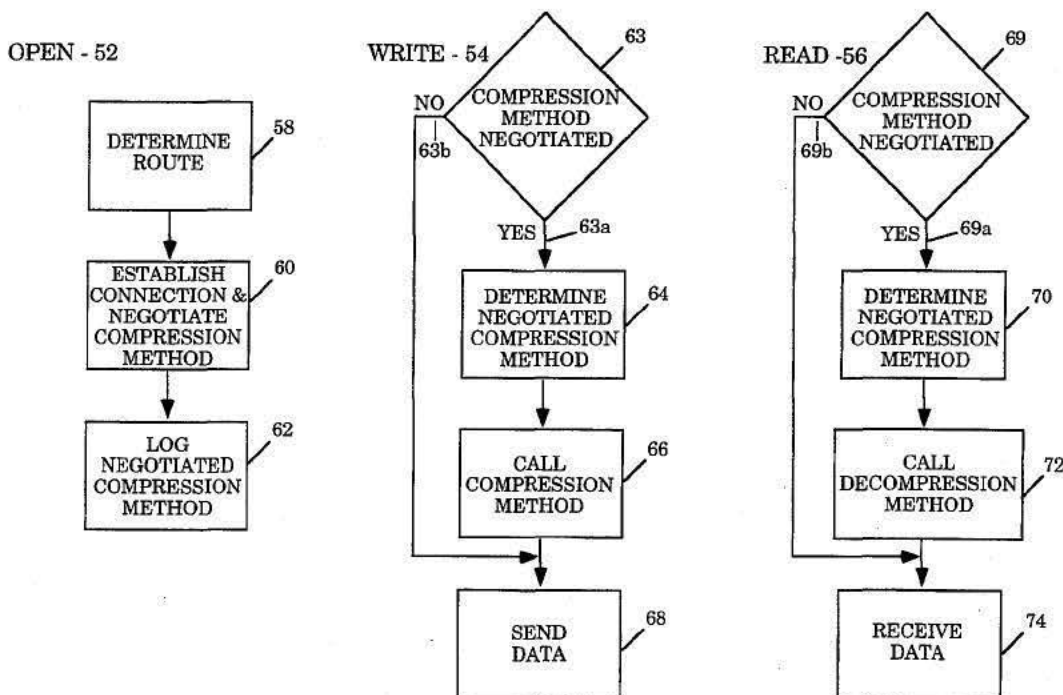 OPEN - 52
DETERMINE
ROUTE
58
ESTABLISH
CONNECTION &
NEGOTIATE
COMPRESSION
METHOD
60
LOG
NEGOTIATED
COMPRESSION
METHOD
62
WRITE - 54
63
COMPRESSION
METHOD
NEGOTIATED
NO
63b
YES
63a
DETERMINE
NEGOTIATED
COMPRESSION
METHOD
64
CALL
COMPRESSION
METHOD
66
SEND
DATA
68
READ -56
69
COMPRESSION
METHOD
NEGOTIATED
NO
69b
YES
69a
DETERMINE
NEGOTIATED
COMPRESSION
METHOD
70
CALL
DECOMPRESSION
METHOD
72
RECEIVE
DATA
74